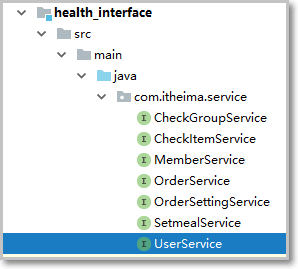 health_interface
src
main
java
com.itheima.service
I CheckGroupService
I CheckItemService
I MemberService
I OrderService
I OrderSettingService
I SetmealService
I UserService